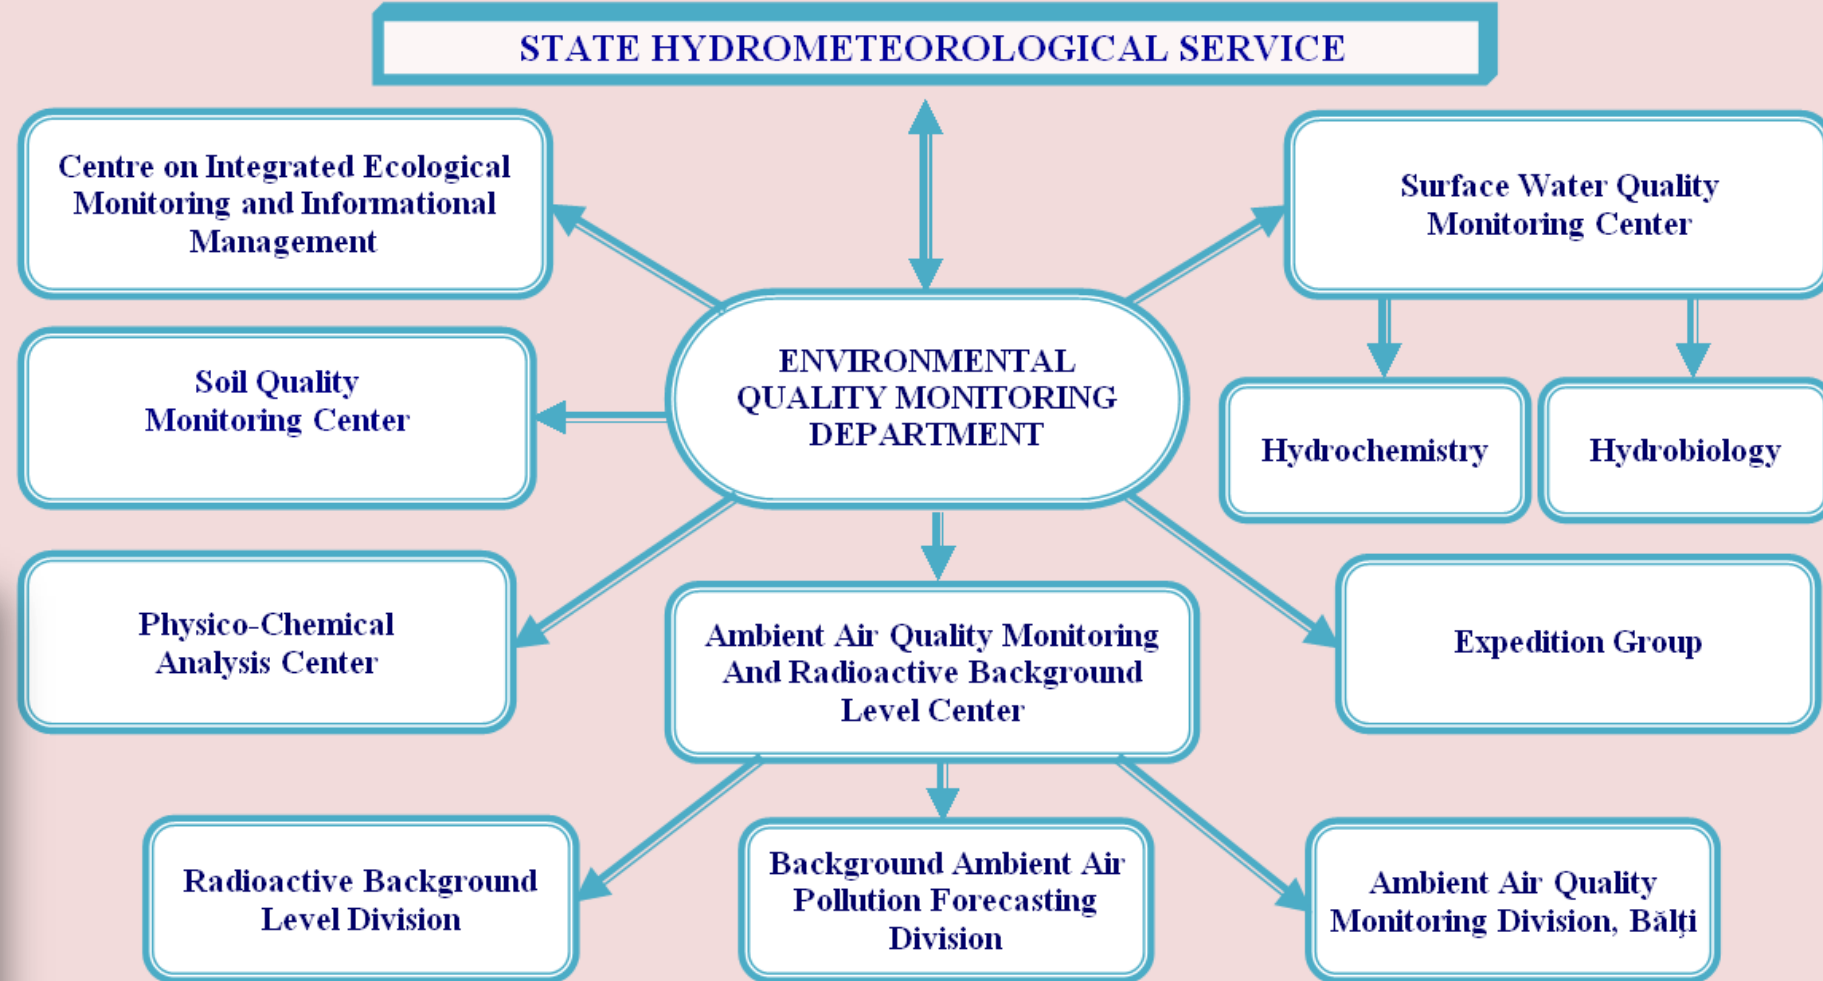 STATE HYDROMETEOROLOGICAL SERVICE
Centre on Integrated Ecological
Monitoring and Informational
Management
Surface Water Quality
Monitoring Center
Soil Quality
Monitoring Center
ENVIRONMENTAL
QUALITY MONITORING
DEPARTMENT
Hydrochemistry
Hydrobiology
Physico-Chemical
Analysis Center
Ambient Air Quality Monitoring
And Radioactive Background
Level Center
Expedition Group
Radioactive Background
Level Division
Background Ambient Air
Pollution Forecasting
Division
Ambient Air Quality
Monitoring Division, Bălţi